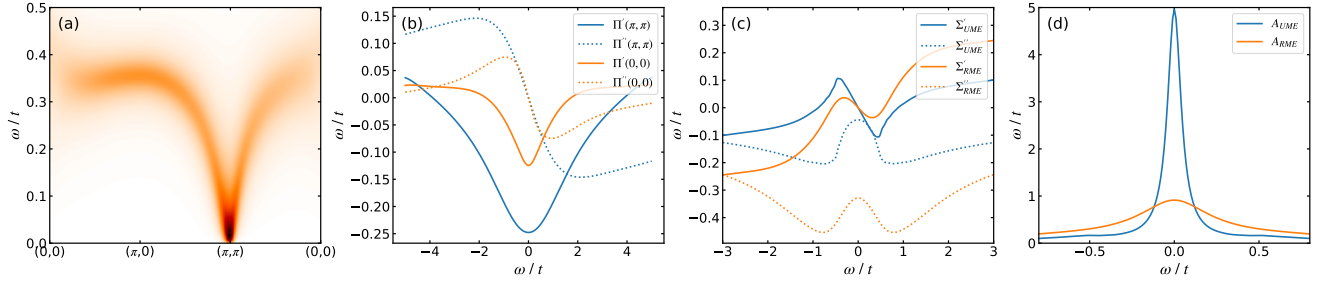 (a)
ω / t
0.5
0.4
0.3
0.2
0.1
0.0
(0,0)
(π,0)
(π,π)
(0,0)
(b)
ω / t
0.15
0.10
0.05
0.00
−0.05
−0.10
−0.15
−0.20
−0.25
−4
−2
0
2
4
ω / t
Π′(π, π)
Π′′(π, π)
Π′(0, 0)
Π′′(0, 0)
(c)
ω / t
0.3
0.2
0.1
0.0
−0.1
−0.2
−0.3
−0.4
−3
−2
−1
0
1
2
3
ω / t
Σ′UME
Σ′′UME
Σ′RME
Σ′′RME
(d)
ω / t
5
4
3
2
1
0
−0.5
0.0
0.5
ω / t
AUME
ARME